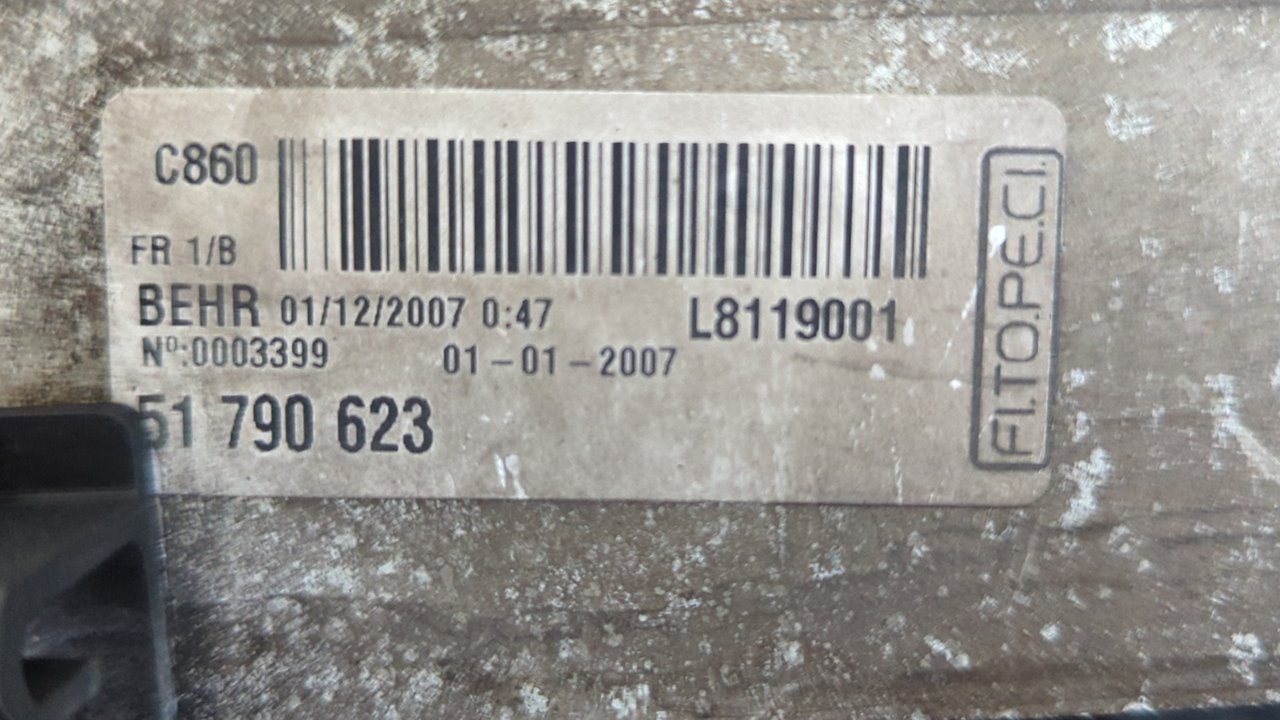 C860
FR 1/B
BEHR 01/12/2007 0:47 L8119001
Nº:0003399 01-01-2007
51 790 623
FI.TO.PE.CI.